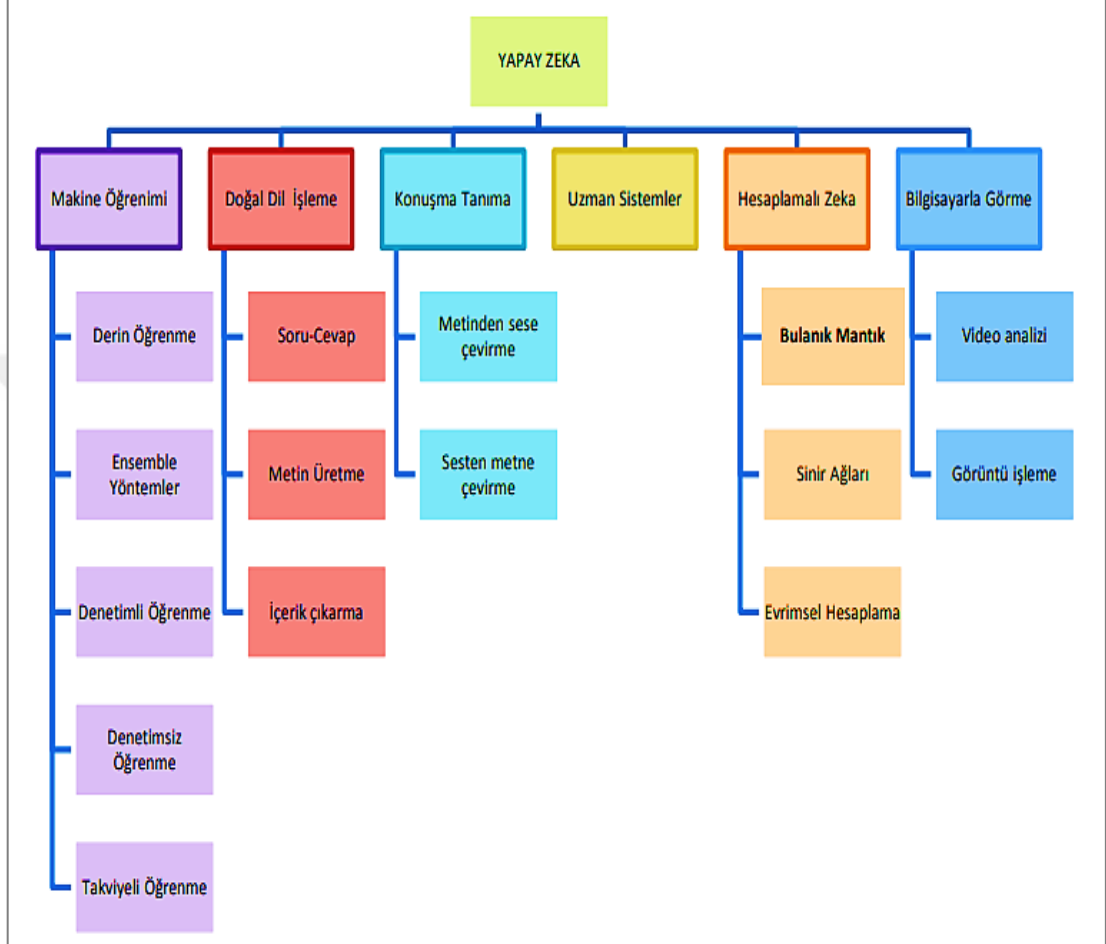 YAPAY ZEKA
Makine Öğrenimi
Doğal Dil İşleme
Konuşma Tanıma
Uzman Sistemler
Hesaplamalı Zeka
Bilgisayarla Görme
Derin Öğrenme
Ensemble
Yöntemler
Denetimli Öğrenme
Denetimsiz
Öğrenme
Takviyeli Öğrenme
Soru-Cevap
Metin Üretme
İçerik çıkarma
Metinden sese
çevirme
Sesten metne
çevirme
Bulanık Mantık
Sinir Ağları
Evrimsel Hesaplama
Video analizi
Görüntü işleme